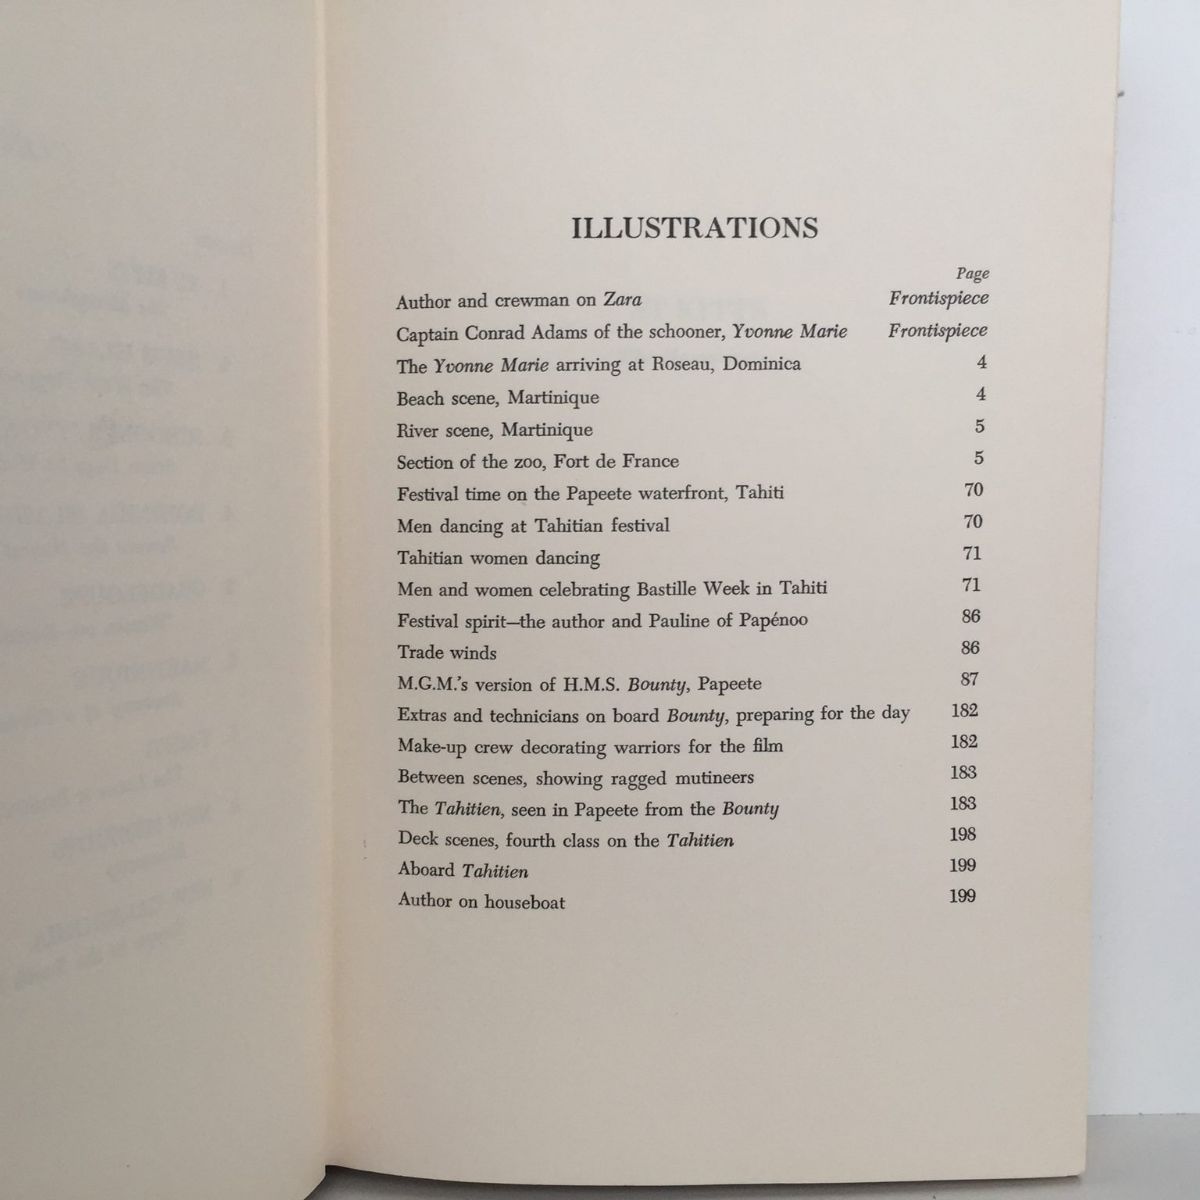 ILLUSTRATIONS
Page
Author and crewman on Zara Frontispiece
Captain Conrad Adams of the schooner, Yvonne Marie Frontispiece
The Yvonne Marie arriving at Roseau, Dominica 4
Beach scene, Martinique 4
River scene, Martinique 5
Section of the zoo, Fort de France 5
Festival time on the Papeete waterfront, Tahiti 70
Men dancing at Tahitian festival 70
Tahitian women dancing 71
Men and women celebrating Bastille Week in Tahiti 71
Festival spirit—the author and Pauline of Papénoo 86
Trade winds 86
M.G.M.'s version of H.M.S. Bounty, Papeete 87
Extras and technicians on board Bounty, preparing for the day 182
Make-up crew decorating warriors for the film 182
Between scenes, showing ragged mutineers 183
The Tahitien, seen in Papeete from the Bounty 183
Deck scenes, fourth class on the Tahitien 198
Aboard Tahitien 199
Author on houseboat 199